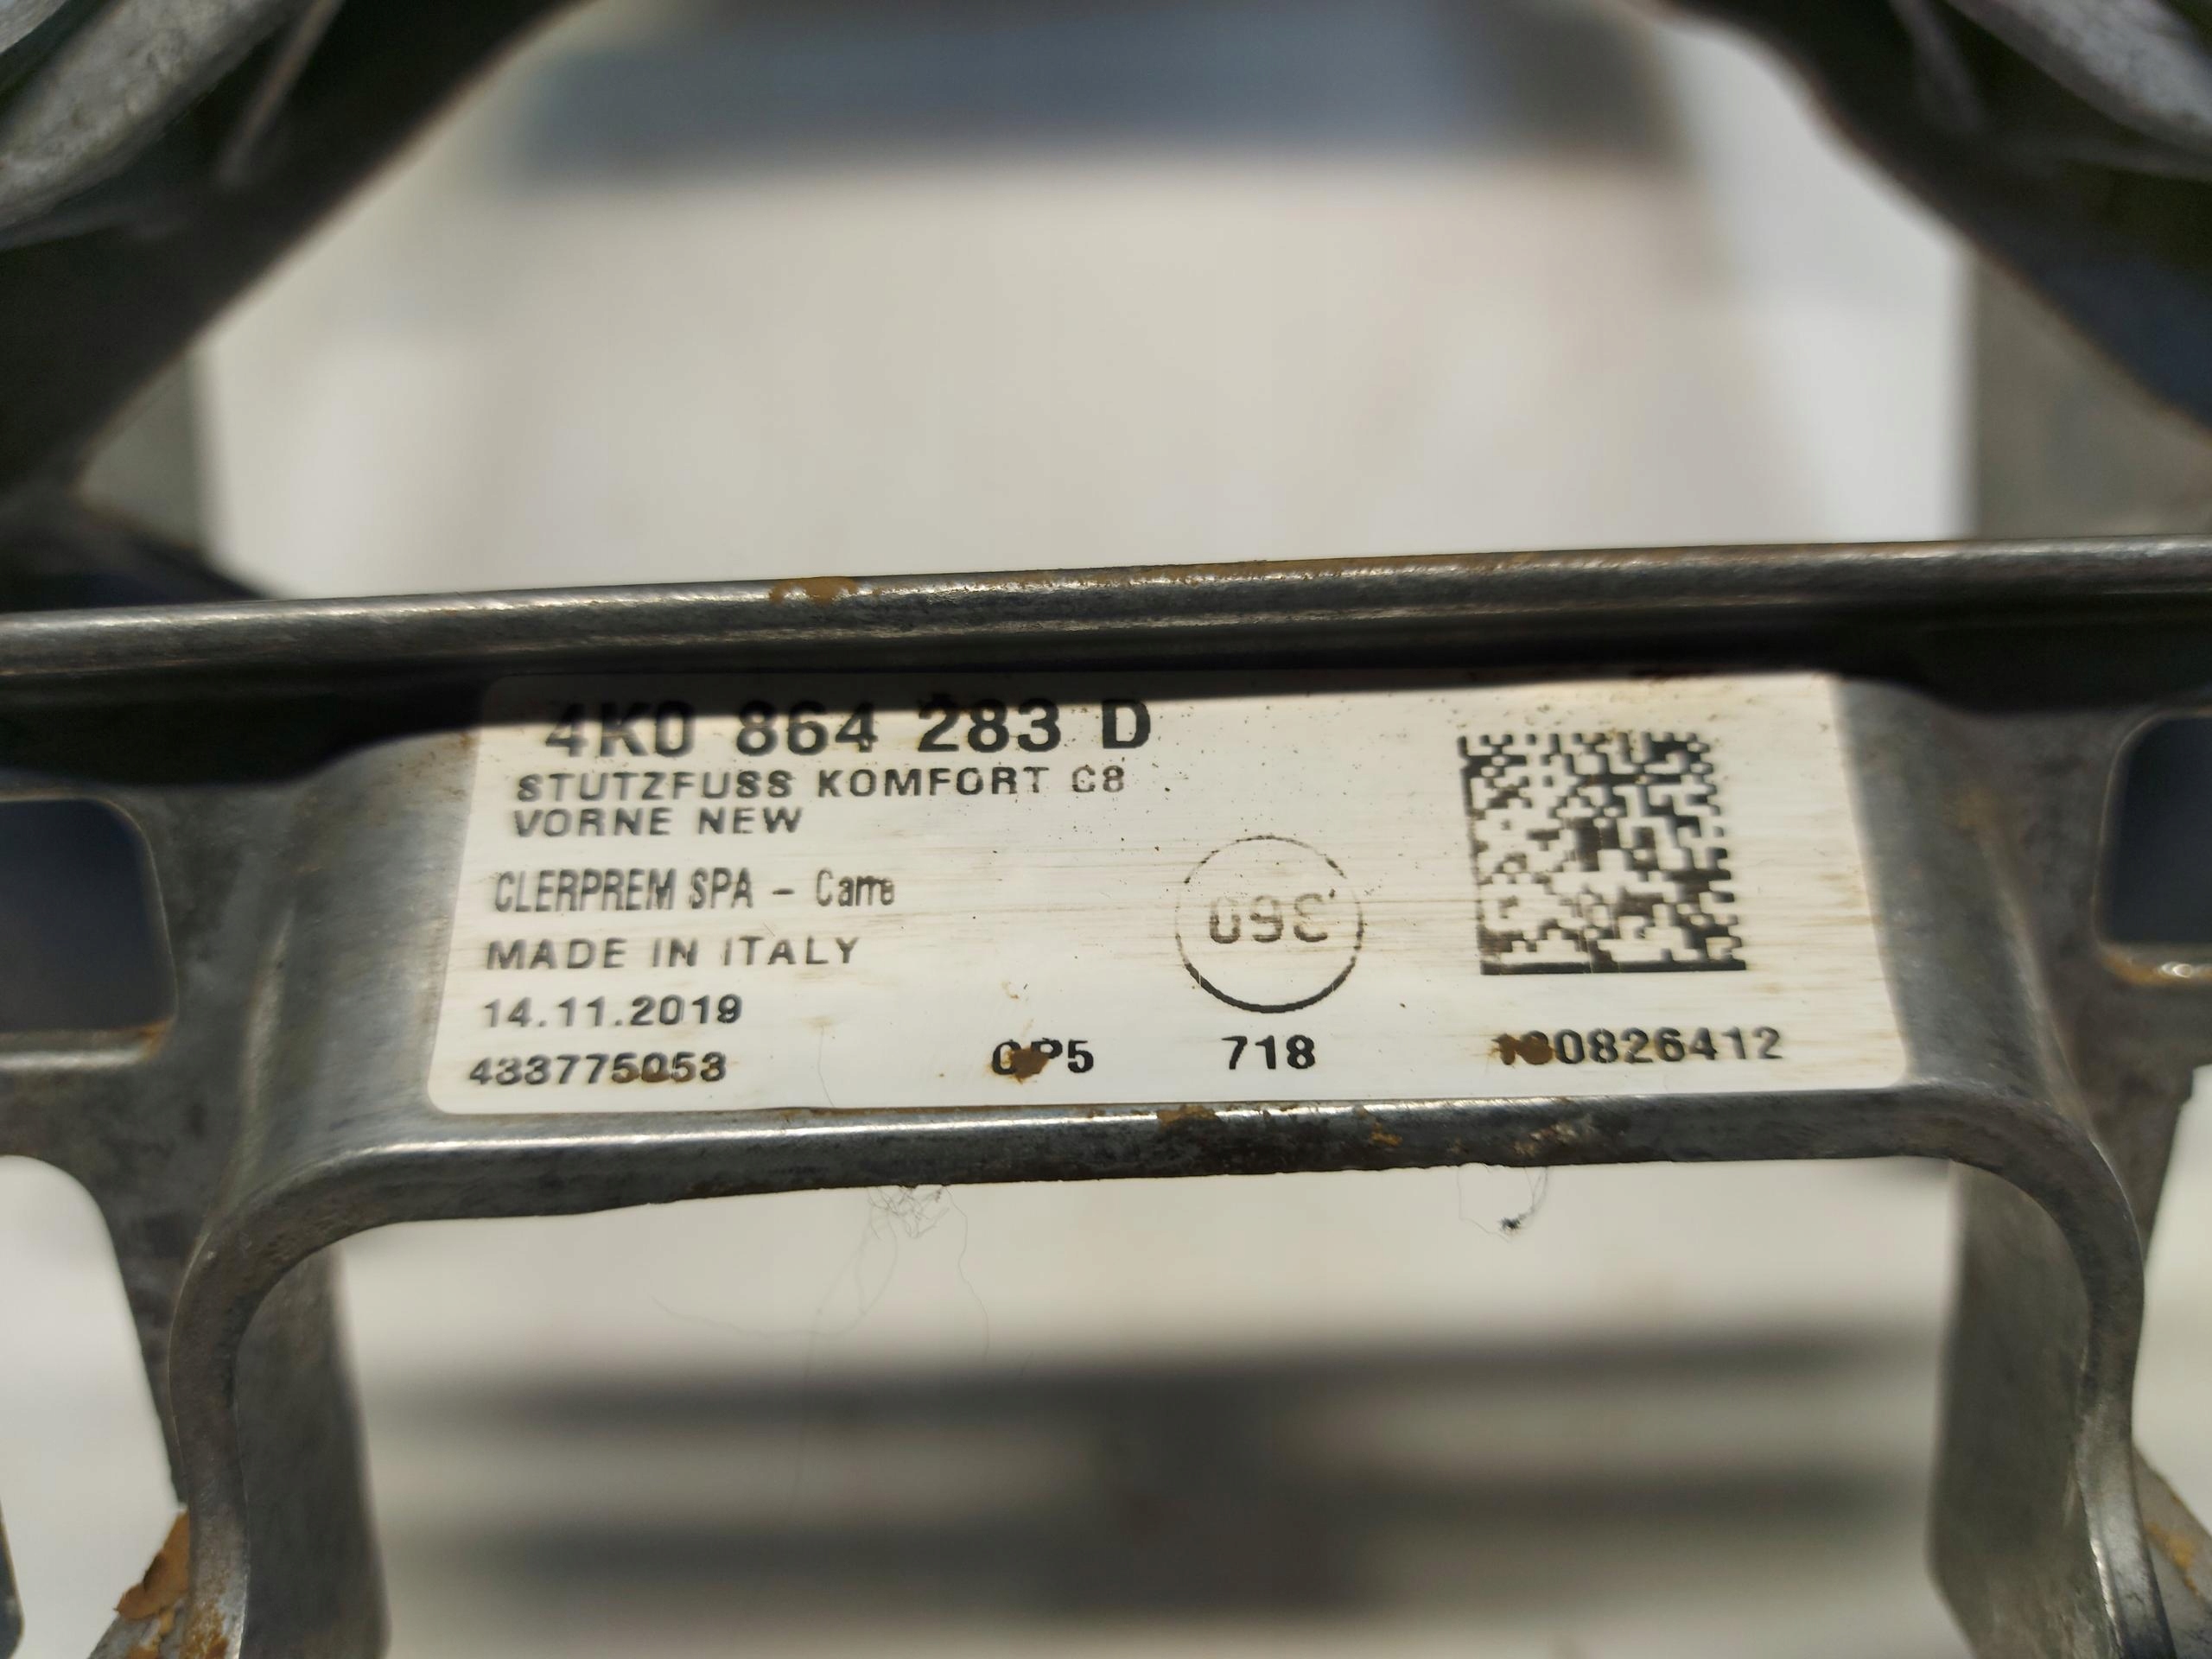 4K0 864 283 D
STUTZFUSS KOMFORT C8
VORNE NEW
CLERPREM SPA - Carre
MADE IN ITALY
14.11.2019
360
433775053
718